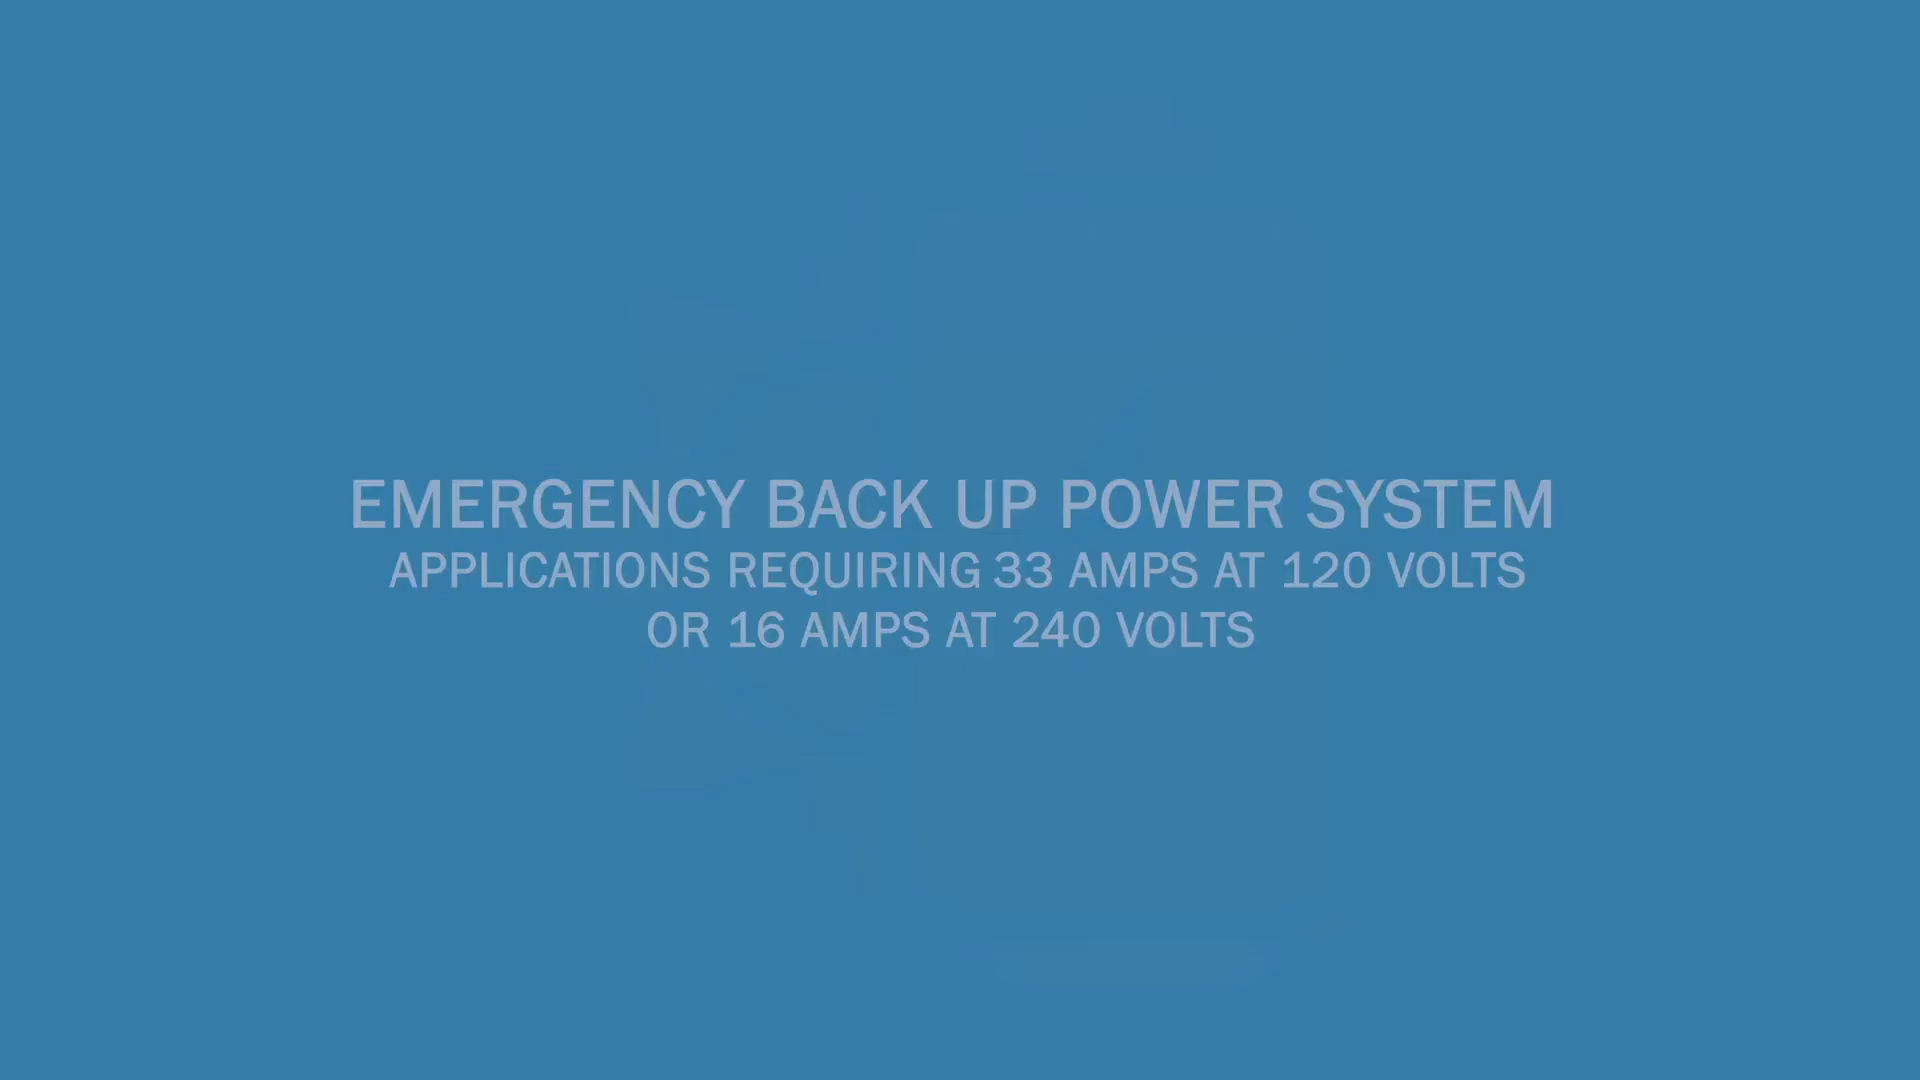 EMERGENCY BACK UP POWER SYSTEM
APPLICATIONS REQUIRING 33 AMPS AT 120 VOLTS
OR 16 AMPS AT 240 VOLTS